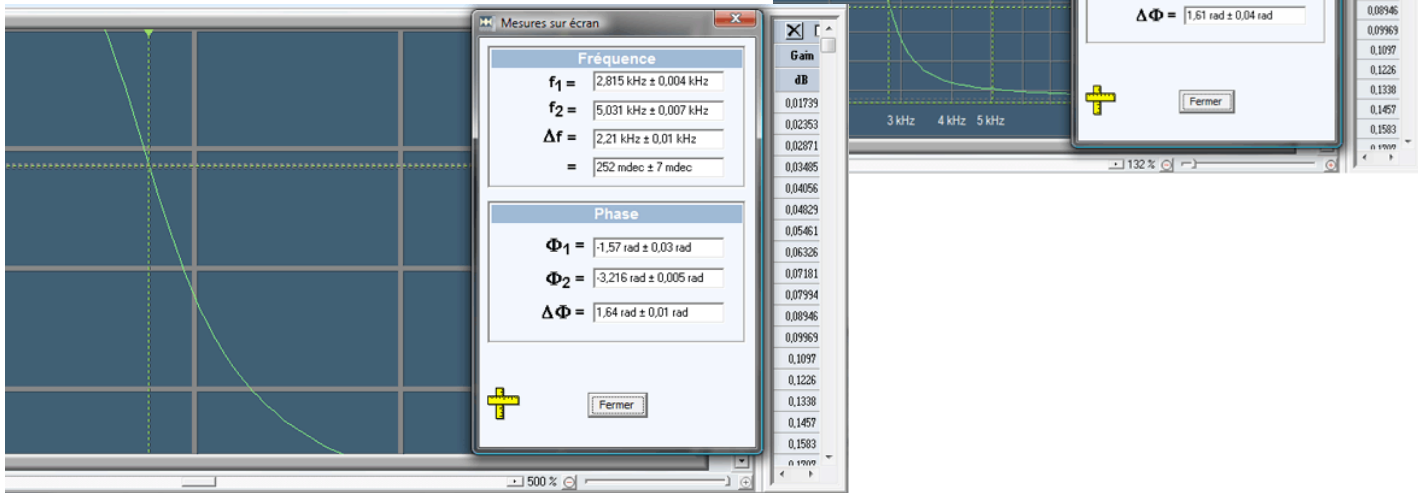 Mesures sur écran
Fréquence
f1 = 2,815 kHz ± 0,004 kHz
f2 = 5,031 kHz ± 0,007 kHz
Δf = 2,21 kHz ± 0,01 kHz
= 252 mdec ± 7 mdec
Phase
Φ1 = -1,57 rad ± 0,03 rad
Φ2 = -3,216 rad ± 0,005 rad
ΔΦ = 1,64 rad ± 0,01 rad
Fermer
500 %
Gain
dB
0,01739
0,02353
0,02871
0,03485
0,04056
0,04829
0,05461
0,06326
0,07181
0,07994
0,08946
0,09969
0,1097
0,1226
0,1338
0,1457
0,1583
3 kHz 4 kHz 5 kHz
ΔΦ = 1,61 rad ± 0,04 rad
Fermer
132 %
0,08946
0,09969
0,1097
0,1226
0,1338
0,1457
0,1583